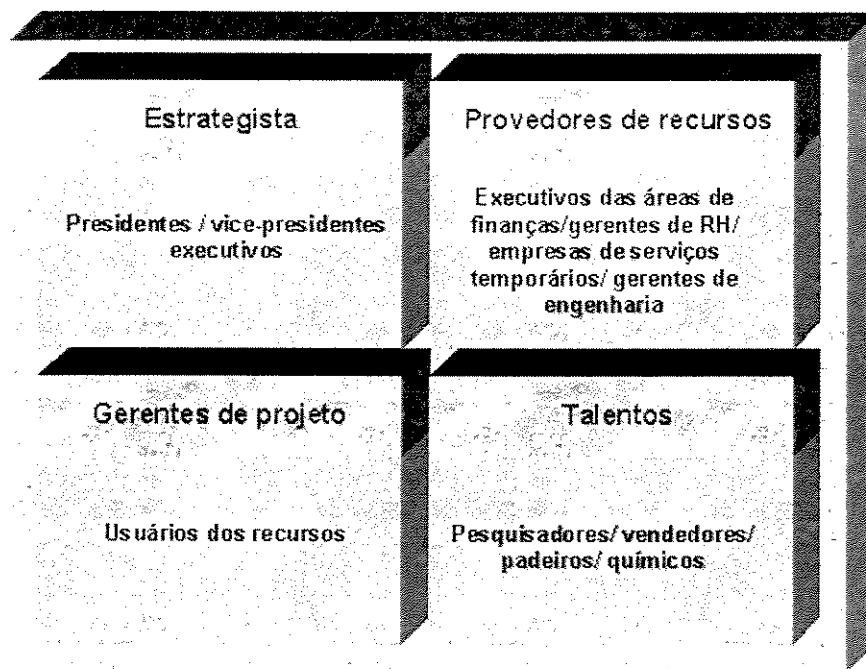 Estrategista
Presidentes / vice-presidentes
executivos
Provedores de recursos
Executivos das áreas de
finanças/gerentes de RH/
empresas de serviços
temporários/ gerentes de
engenharia
Gerentes de projeto
Usuários dos recursos
Talentos
Pesquisadores/ vendedores/
padeiros/ químicos